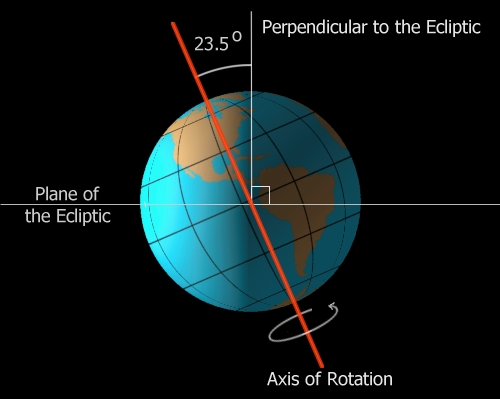 Perpendicular to the Ecliptic
23.5°
Plane of
the Ecliptic
Axis of Rotation